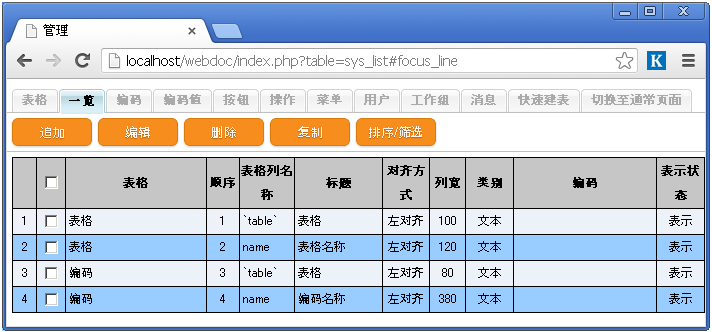 管理
localhost/webdoc/index.php?table=sys_list#focus_line
K
表格 一览 编码 编码值 按钮 操作 菜单 用户 工作组 消息 快速建表 切换至通常页面
追加 编辑 删除 复制 排序/筛选
表格 顺序 表格列名称 标题 对齐方式 列宽 类别 编码 表示状态
1 表格 1 `table` 表格 左对齐 100 文本 表示
2 表格 2 name 表格名称 左对齐 120 文本 表示
3 编码 3 `table` 表格 左对齐 80 文本 表示
4 编码 4 name 编码名称 左对齐 380 文本 表示